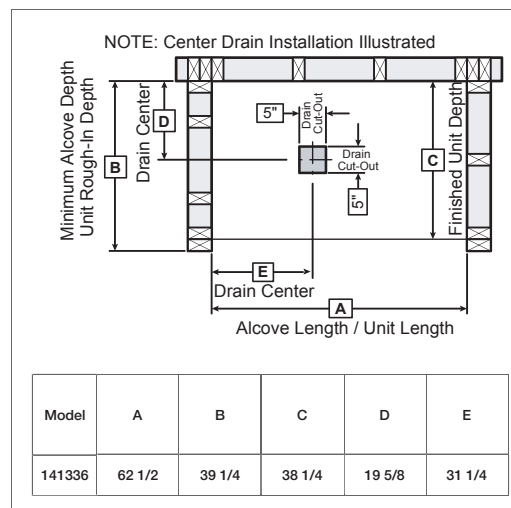 NOTE: Center Drain Installation Illustrated
Minimum Alcove Depth
Unit Rough-In Depth
B
Drain Center
D
5"
Drain
Cut-Out
Drain
Cut-Out
5"
C
Finished Unit Depth
E
Drain Center
A
Alcove Length / Unit Length
Model A B C D E
141336 62 1/2 39 1/4 38 1/4 19 5/8 31 1/4